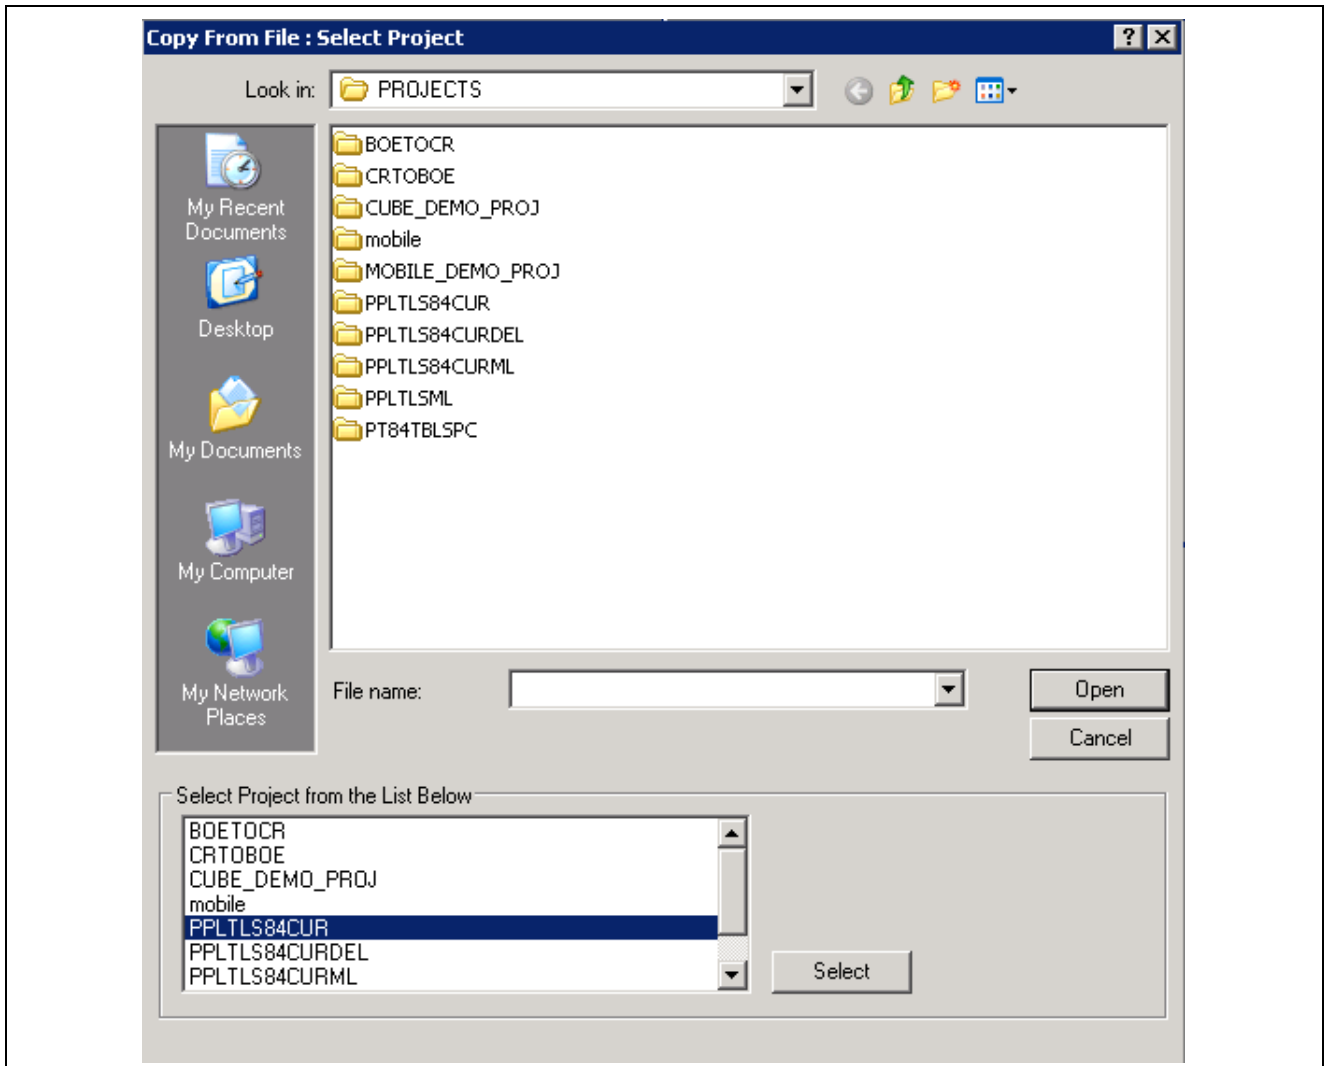 Copy From File : Select Project
Look in:
PROJECTS
My Recent
Documents
Desktop
My Documents
My Computer
My Network
Places
BOETOCR
CRTOBOE
CUBE_DEMO_PROJ
mobile
MOBILE_DEMO_PROJ
PPLTLS84CUR
PPLTLS84CURDEL
PPLTLS84CURML
PPLTLSML
PT84TBLSPC
File name:
Open
Cancel
Select Project from the List Below
BOETOCR
CRTOBOE
CUBE_DEMO_PROJ
mobile
PPLTLS84CUR
PPLTLS84CURDEL
PPLTLS84CURML
Select